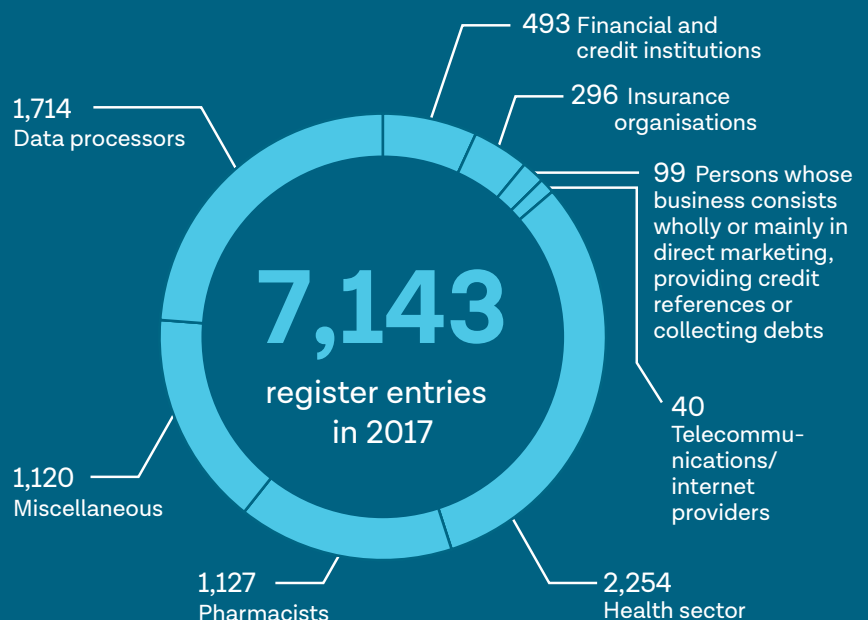 493 Financial and
credit institutions
296 Insurance
organisations
1,714
Data processors
99 Persons whose
business consists
wholly or mainly in
direct marketing,
providing credit
references or
collecting debts
7,143
register entries
in 2017
40
Telecommu-
nications/
internet
providers
1,120
Miscellaneous
1,127
Pharmacists
2,254
Health sector